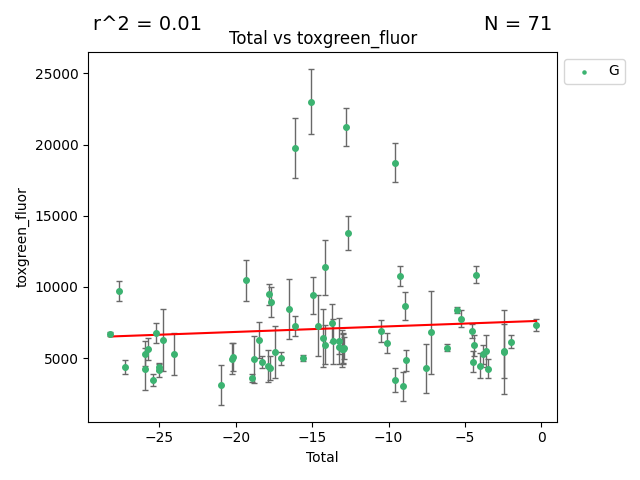 r^2 = 0.01
N = 71
Total vs toxgreen_fluor
G
25000
20000
15000
10000
5000
toxgreen_fluor
−25
−20
−15
−10
−5
0
Total